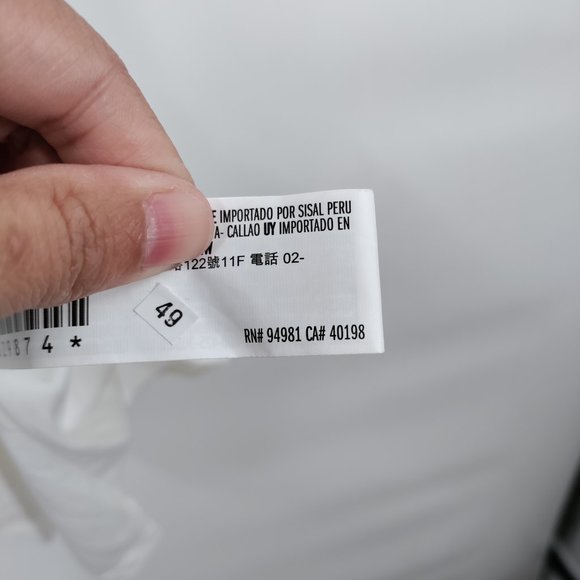 E IMPORTADO POR SISAL PERU
A- CALLAO UY IMPORTADO EN
122號11F 電話 02-
49
9874*
RN# 94981 CA# 40198